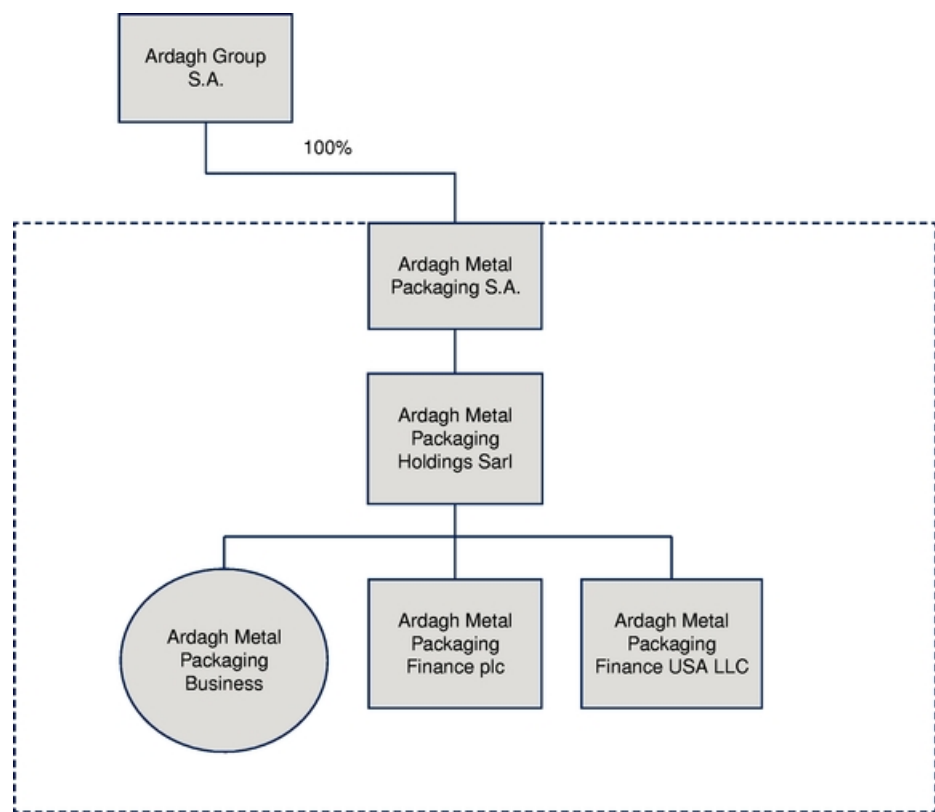 Ardagh Group
S.A.
100%
Ardagh Metal
Packaging S.A.
Ardagh Metal
Packaging
Holdings Sarl
Ardagh Metal
Packaging
Business
Ardagh Metal
Packaging
Finance plc
Ardagh Metal
Packaging
Finance USA LLC